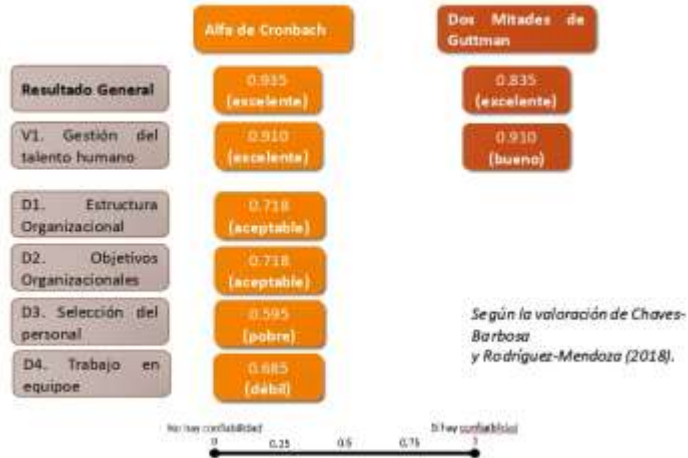 Alfa de Cronbach
Dos Mitades de
Guttman
Resultado General
0.935
(excelente)
0.835
(excelente)
V1. Gestión del
talento humano
0.910
(excelente)
0.910
(bueno)
D1. Estructura
Organizacional
0.718
(aceptable)
D2. Objetivos
Organizacionales
0.718
(aceptable)
D3. Selección del
personal
0.595
(pobre)
D4. Trabajo en
equipoe
0.685
(débil)
Según la valoración de Chaves-
Barbosa
y Rodríguez-Mendoza (2018).
No hay confiabilidad
Si hay confiabilidad
0 0,25 0,5 0,75 1